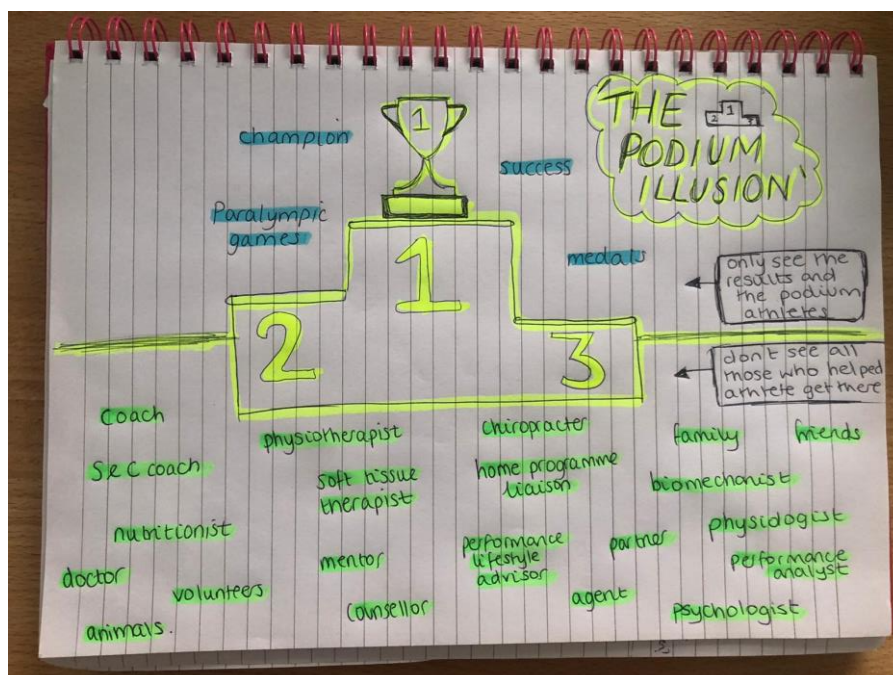 'THE
2 1 3
PODIUM
ILLUSION'
champion
1
success
Paralympic
games
medals
1
2
3
only see the
results and
the podium
athletes
don't see all
those who helped
athlete get there
coach
physiotherapist
chiropracter
family
friends
S&C coach
soft tissue
therapist
home programme
liaison
biomechanist
nutritionist
physiologist
doctor
volunteers
mentor
performance
lifestyle
advisor
partner
performance
analyst
animals.
counsellor
agent
psychologist